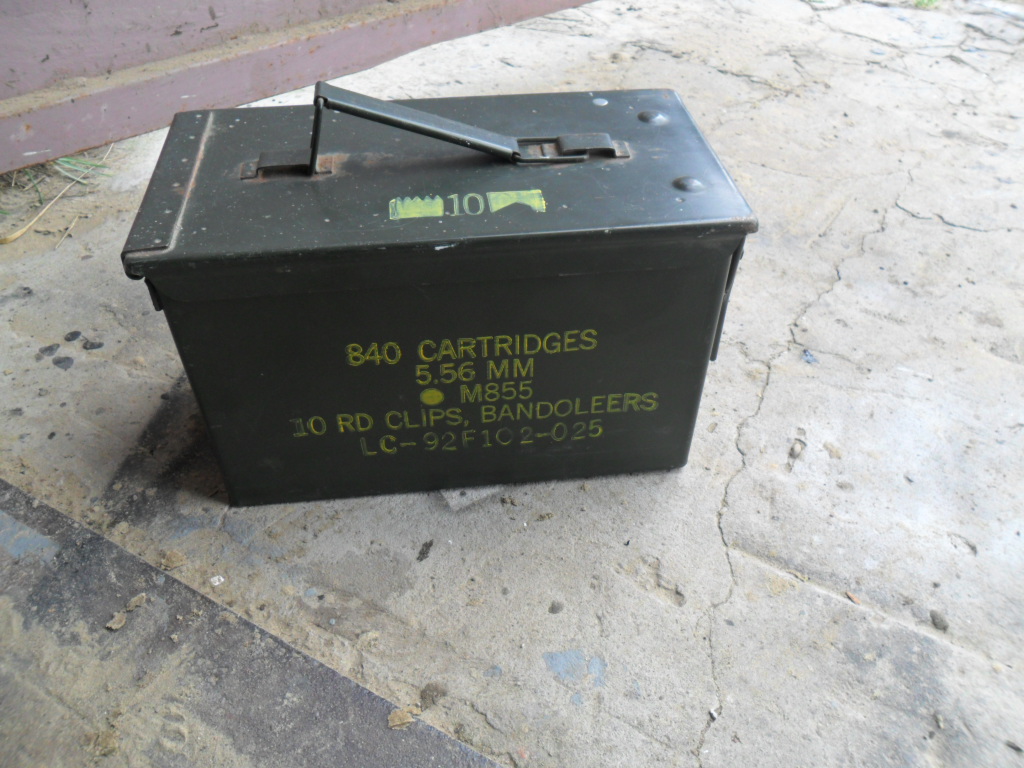 10
840 CARTRIDGES
5.56 MM
M855
10 RD CLIPS, BANDOLEERS
LC-92F102-025